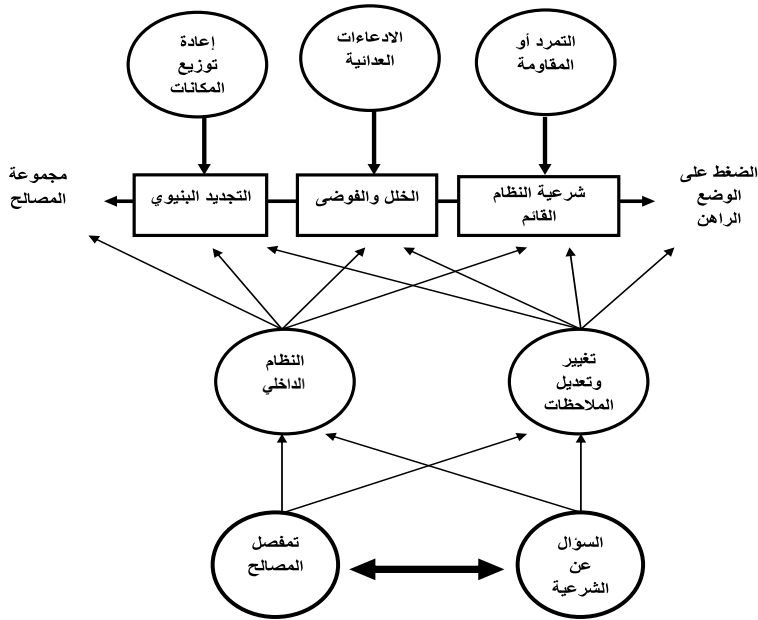 التمرد أو
المقاومة
الادعاءات
العدائية
إعادة
توزيع
المكانات
الضغط على
الوضع
الراهن
شرعية النظام
القائم
الخلل والفوضى
التجديد البنيوي
مجموعة
المصالح
تغيير
وتعديل
الملاحظات
النظام
الداخلي
السؤال
عن
الشرعية
تمفصل
المصالح